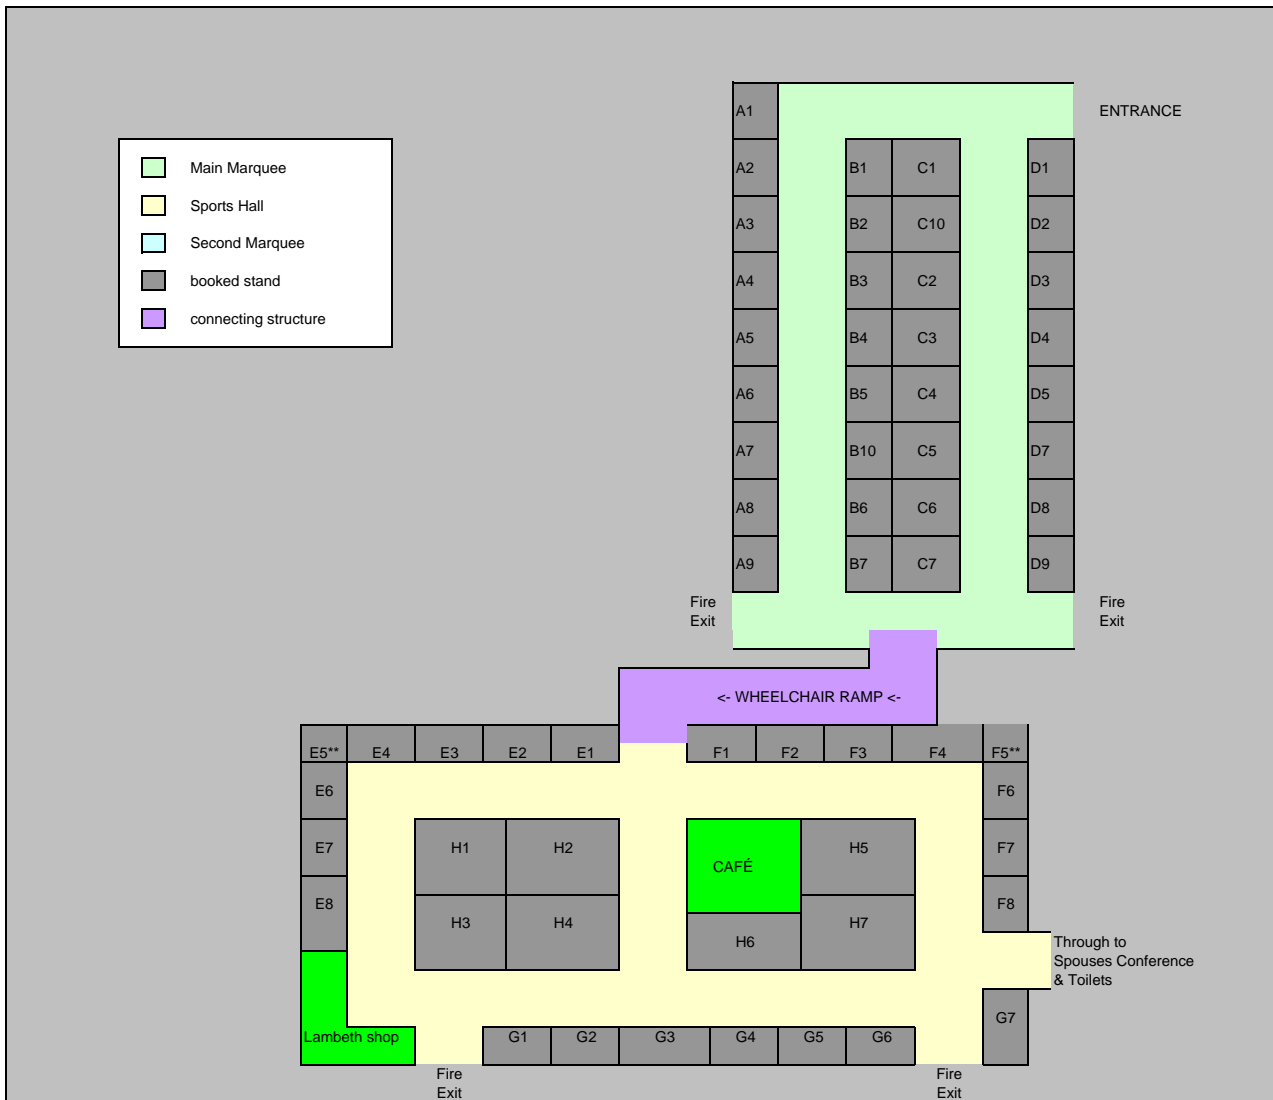 A1
ENTRANCE
Main Marquee
Sports Hall
Second Marquee
booked stand
connecting structure
A2 B1 C1 D1
A3 B2 C10 D2
A4 B3 C2 D3
A5 B4 C3 D4
A6 B5 C4 D5
A7 B10 C5 D7
A8 B6 C6 D8
A9 B7 C7 D9
Fire
Exit
Fire
Exit
<- WHEELCHAIR RAMP <-
E5** E4 E3 E2 E1 F1 F2 F3 F4 F5**
E6 F6
E7 H1 H2 CAFÉ H5 F7
E8 H3 H4 H6 H7 F8
Through to
Spouses Conference
& Toilets
Lambeth shop G1 G2 G3 G4 G5 G6 G7
Fire
Exit
Fire
Exit